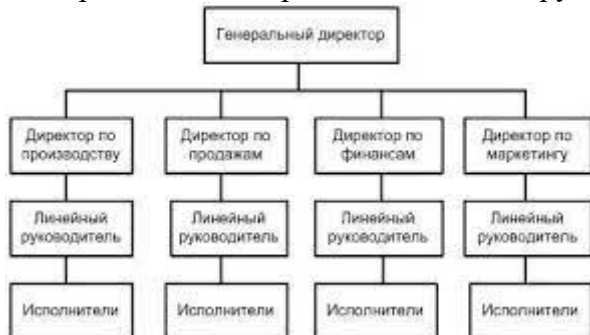 Генеральный директор
Директор по
производству
Директор по
продажам
Директор по
финансам
Директор по
маркетингу
Линейный
руководитель
Линейный
руководитель
Линейный
руководитель
Линейный
руководитель
Исполнители
Исполнители
Исполнители
Исполнители